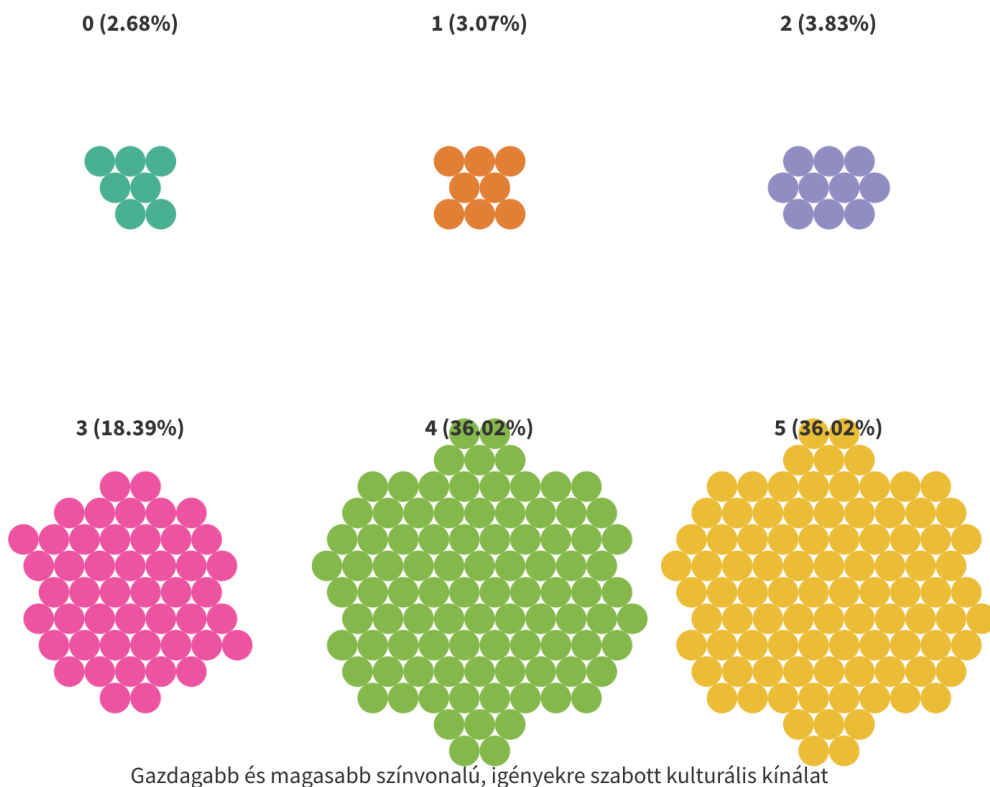 0 (2.68%) 1 (3.07%) 2 (3.83%)
3 (18.39%) 4 (36.02%) 5 (36.02%)
Gazdagabb és magasabb színvonalú, igényekre szabott kulturális kínálat